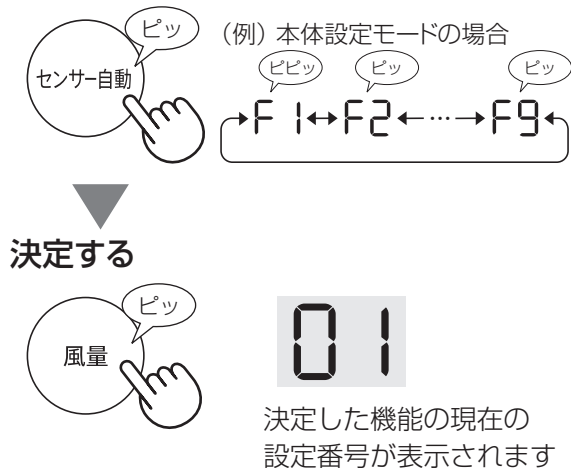 ピッ
(例) 本体設定モードの場合
センサー自動
ピピッ ピッ ピッ
F1↔F2←…→F9
決定する
ピッ
風量
01
決定した機能の現在の
設定番号が表示されます